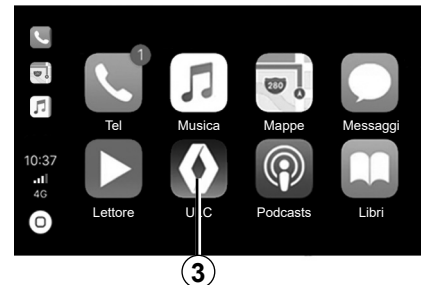 1
Tel
Musica
Mappe
Messaggi
280
10:37
4G
Lettore
Podcasts
Libri
3